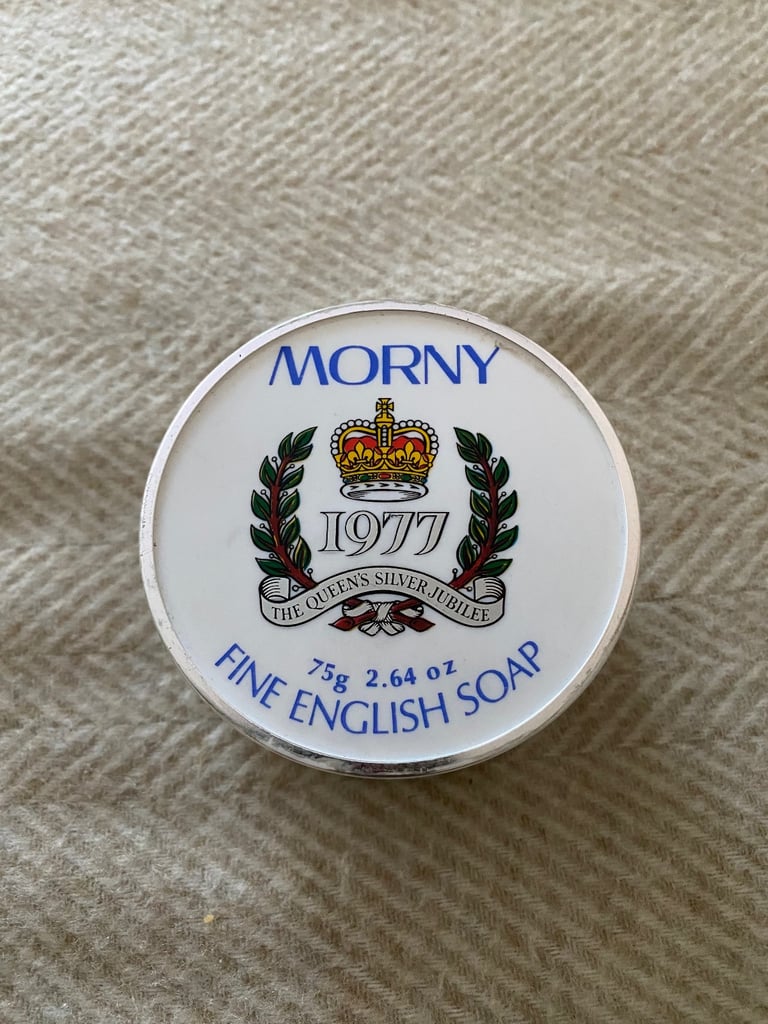 MORNY
1977
THE QUEEN'S SILVER JUBILEE
75g 2.64 oz
FINE ENGLISH SOAP